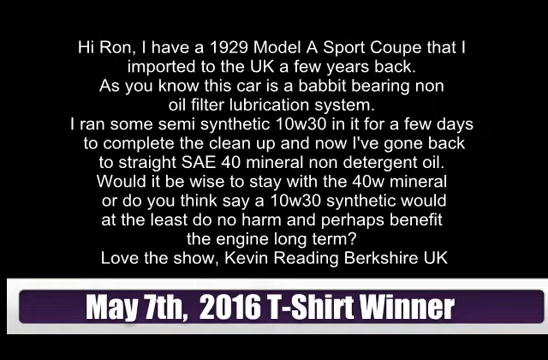 Hi Ron, I have a 1929 Model A Sport Coupe that I
imported to the UK a few years back.
As you know this car is a babbit bearing non
oil filter lubrication system.
I ran some semi synthetic 10w30 in it for a few days
to complete the clean up and now I've gone back
to straight SAE 40 mineral non detergent oil.
Would it be wise to stay with the 40w mineral
or do you think say a 10w30 synthetic would
at the least do no harm and perhaps benefit
the engine long term?
Love the show, Kevin Reading Berkshire UK
May 7th, 2016 T-Shirt Winner